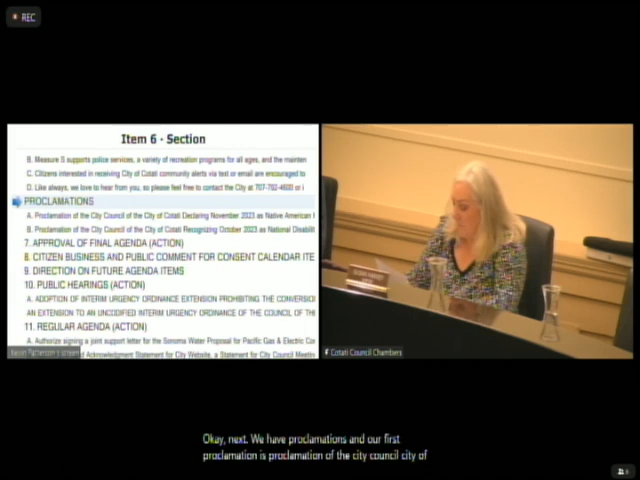 REC
Item 6 - Section
B. Measure S supports police services, a variety of recreation programs for all ages, and the mainten
C. Citizens interested in receiving City of Cotati community alerts via text or email are encouraged to
D. Like always, we love to hear from you, so please feel free to contact the City at 707-792-4600 or i
PROCLAMATIONS
A. Proclamation of the City Council of the City of Cotati Declaring November 2023 as Native American H
B. Proclamation of the City Council of the City of Cotati Recognizing October 2023 as National Disabilit
7. APPROVAL OF FINAL AGENDA (ACTION)
8. CITIZEN BUSINESS AND PUBLIC COMMENT FOR CONSENT CALENDAR ITE
9. DIRECTION ON FUTURE AGENDA ITEMS
10. PUBLIC HEARINGS (ACTION)
A. ADOPTION OF INTERIM URGENCY ORDINANCE EXTENSION PROHIBITING THE CONVERSIO
AN EXTENSION TO AN UNCODIFIED INTERIM URGENCY ORDINANCE OF THE COUNCIL OF THE
11. REGULAR AGENDA (ACTION)
A. Authorize signing a joint support letter for the Sonoma Water Proposal for Pacific Gas & Electric Cor
of Acknowledgment Statement for City Website, a Statement for City Council Meetin
Cotati Council Chambers
Okay, next. We have proclamations and our first
proclamation is proclamation of the city council city of